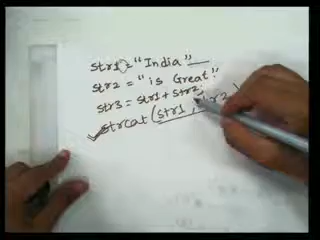 str1 = "India"
str2 = "is Great!"
str3 = str1 + str2.
strcat (str1, str2)